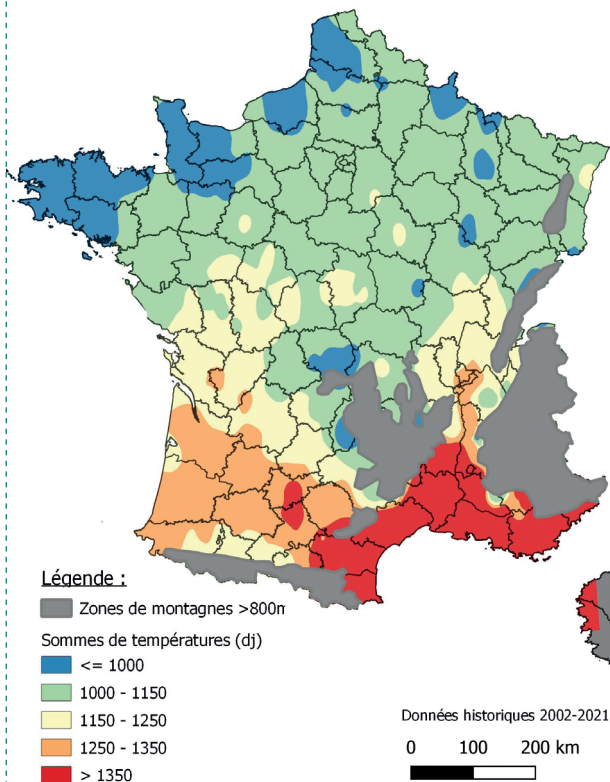 Légende :
Zones de montagnes >800m
Sommes de températures (dj)
<= 1000
1000 - 1150
1150 - 1250
1250 - 1350
> 1350
Données historiques 2002-2021
0 100 200 km